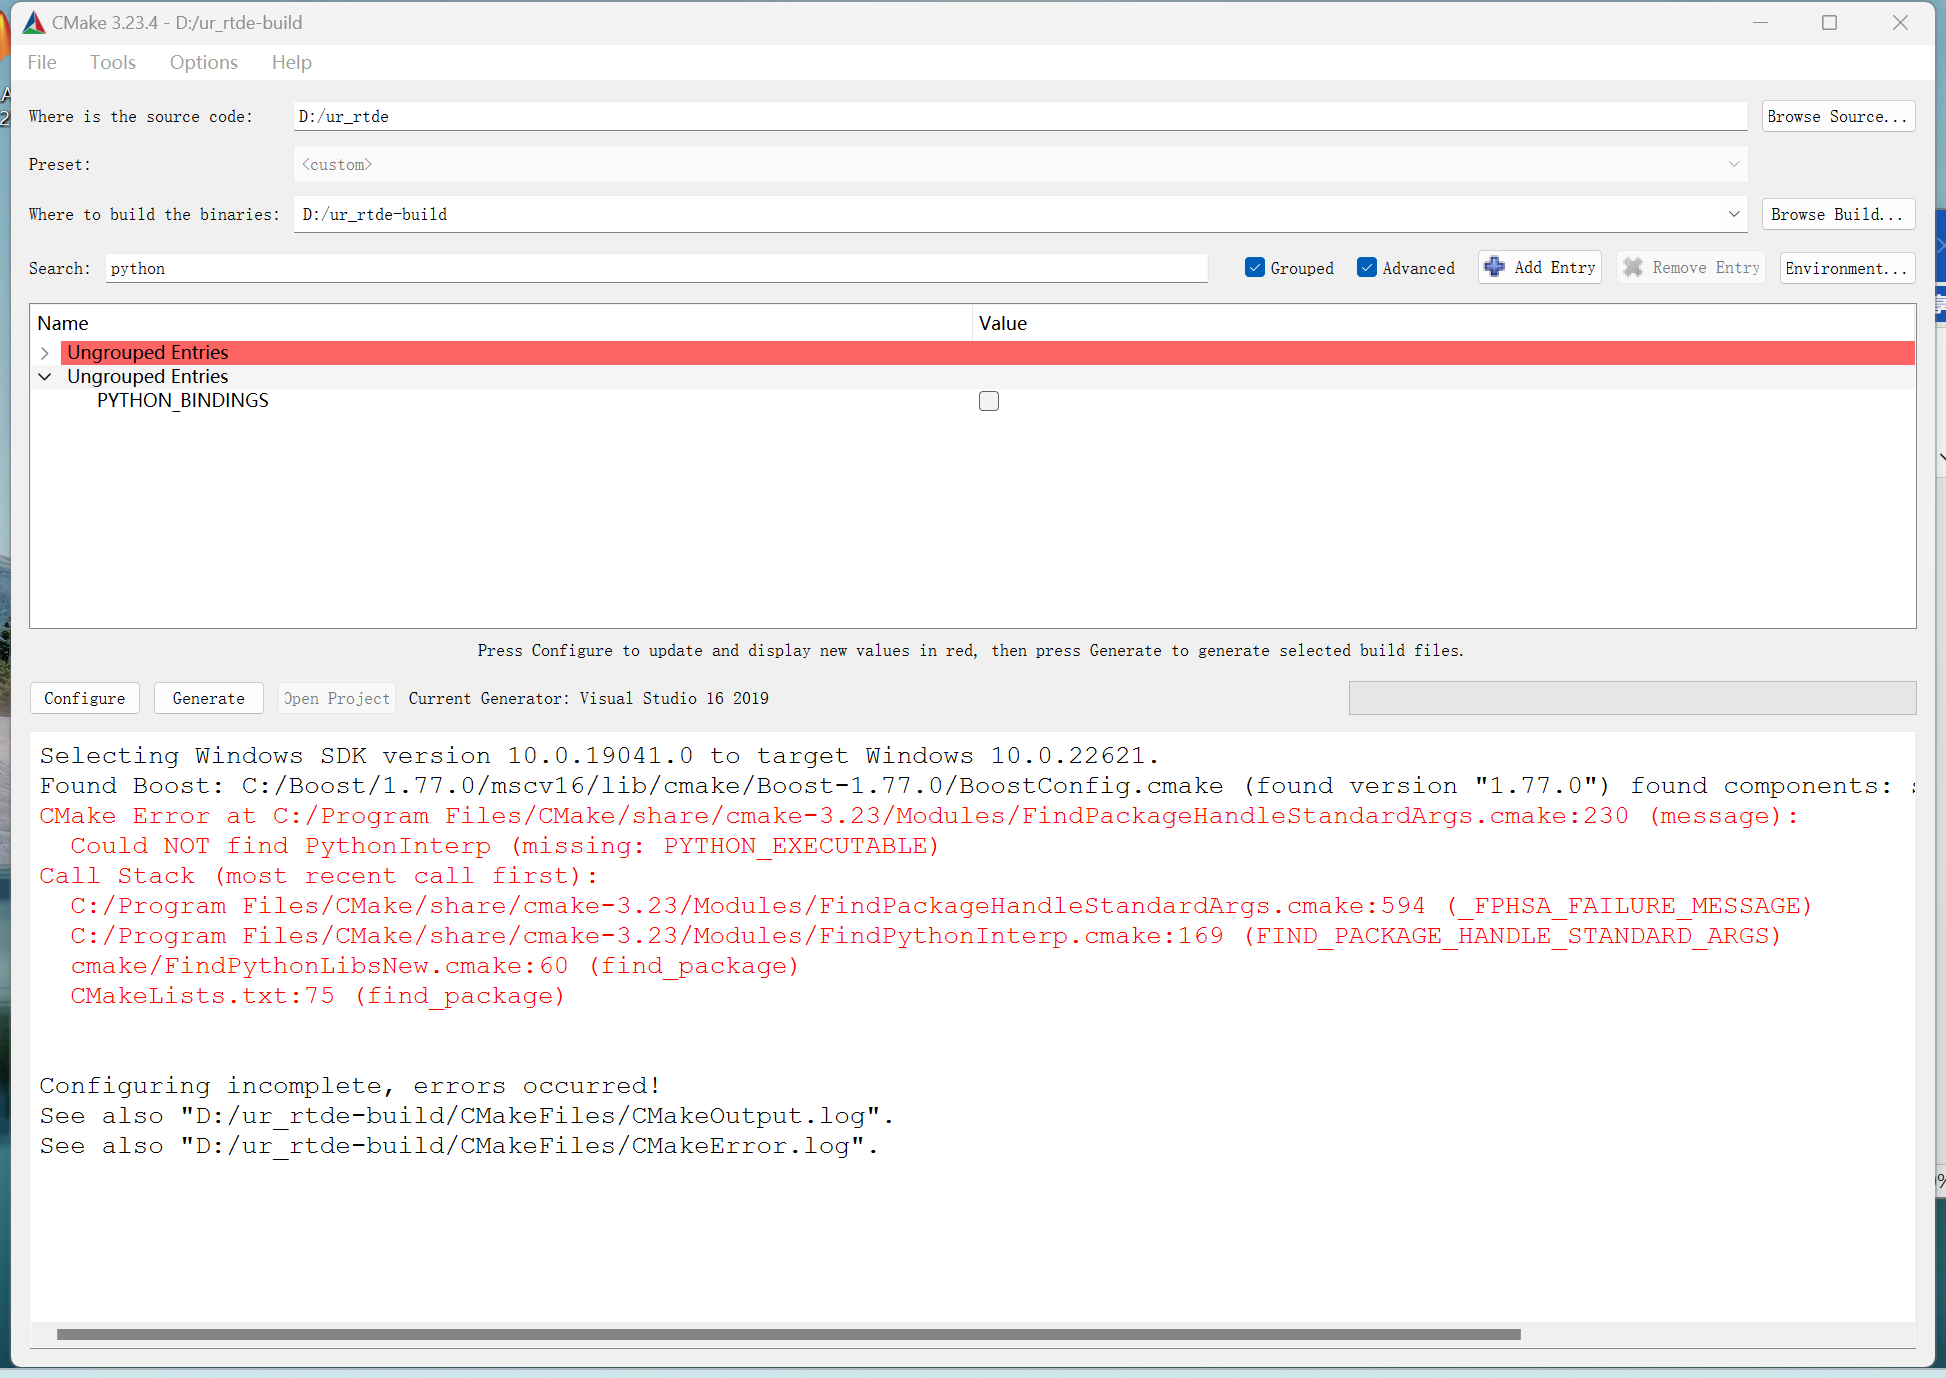 CMake 3.23.4 - D:/ur_rtde-build
File Tools Options Help
Where is the source code: D:/ur_rtde Browse Source...
Preset: <custom>
Where to build the binaries: D:/ur_rtde-build Browse Build...
Search: python Grouped Advanced Add Entry Remove Entry Environment...
Name Value
Ungrouped Entries
Ungrouped Entries
PYTHON_BINDINGS
Press Configure to update and display new values in red, then press Generate to generate selected build files.
Configure Generate Open Project Current Generator: Visual Studio 16 2019
Selecting Windows SDK version 10.0.19041.0 to target Windows 10.0.22621.
Found Boost: C:/Boost/1.77.0/mscv16/lib/cmake/Boost-1.77.0/BoostConfig.cmake (found version "1.77.0") found components:
CMake Error at C:/Program Files/CMake/share/cmake-3.23/Modules/FindPackageHandleStandardArgs.cmake:230 (message):
Could NOT find PythonInterp (missing: PYTHON_EXECUTABLE)
Call Stack (most recent call first):
C:/Program Files/CMake/share/cmake-3.23/Modules/FindPackageHandleStandardArgs.cmake:594 (_FPHSA_FAILURE_MESSAGE)
C:/Program Files/CMake/share/cmake-3.23/Modules/FindPythonInterp.cmake:169 (FIND_PACKAGE_HANDLE_STANDARD_ARGS)
cmake/FindPythonLibsNew.cmake:60 (find_package)
CMakeLists.txt:75 (find_package)
Configuring incomplete, errors occurred!
See also "D:/ur_rtde-build/CMakeFiles/CMakeOutput.log".
See also "D:/ur_rtde-build/CMakeFiles/CMakeError.log".